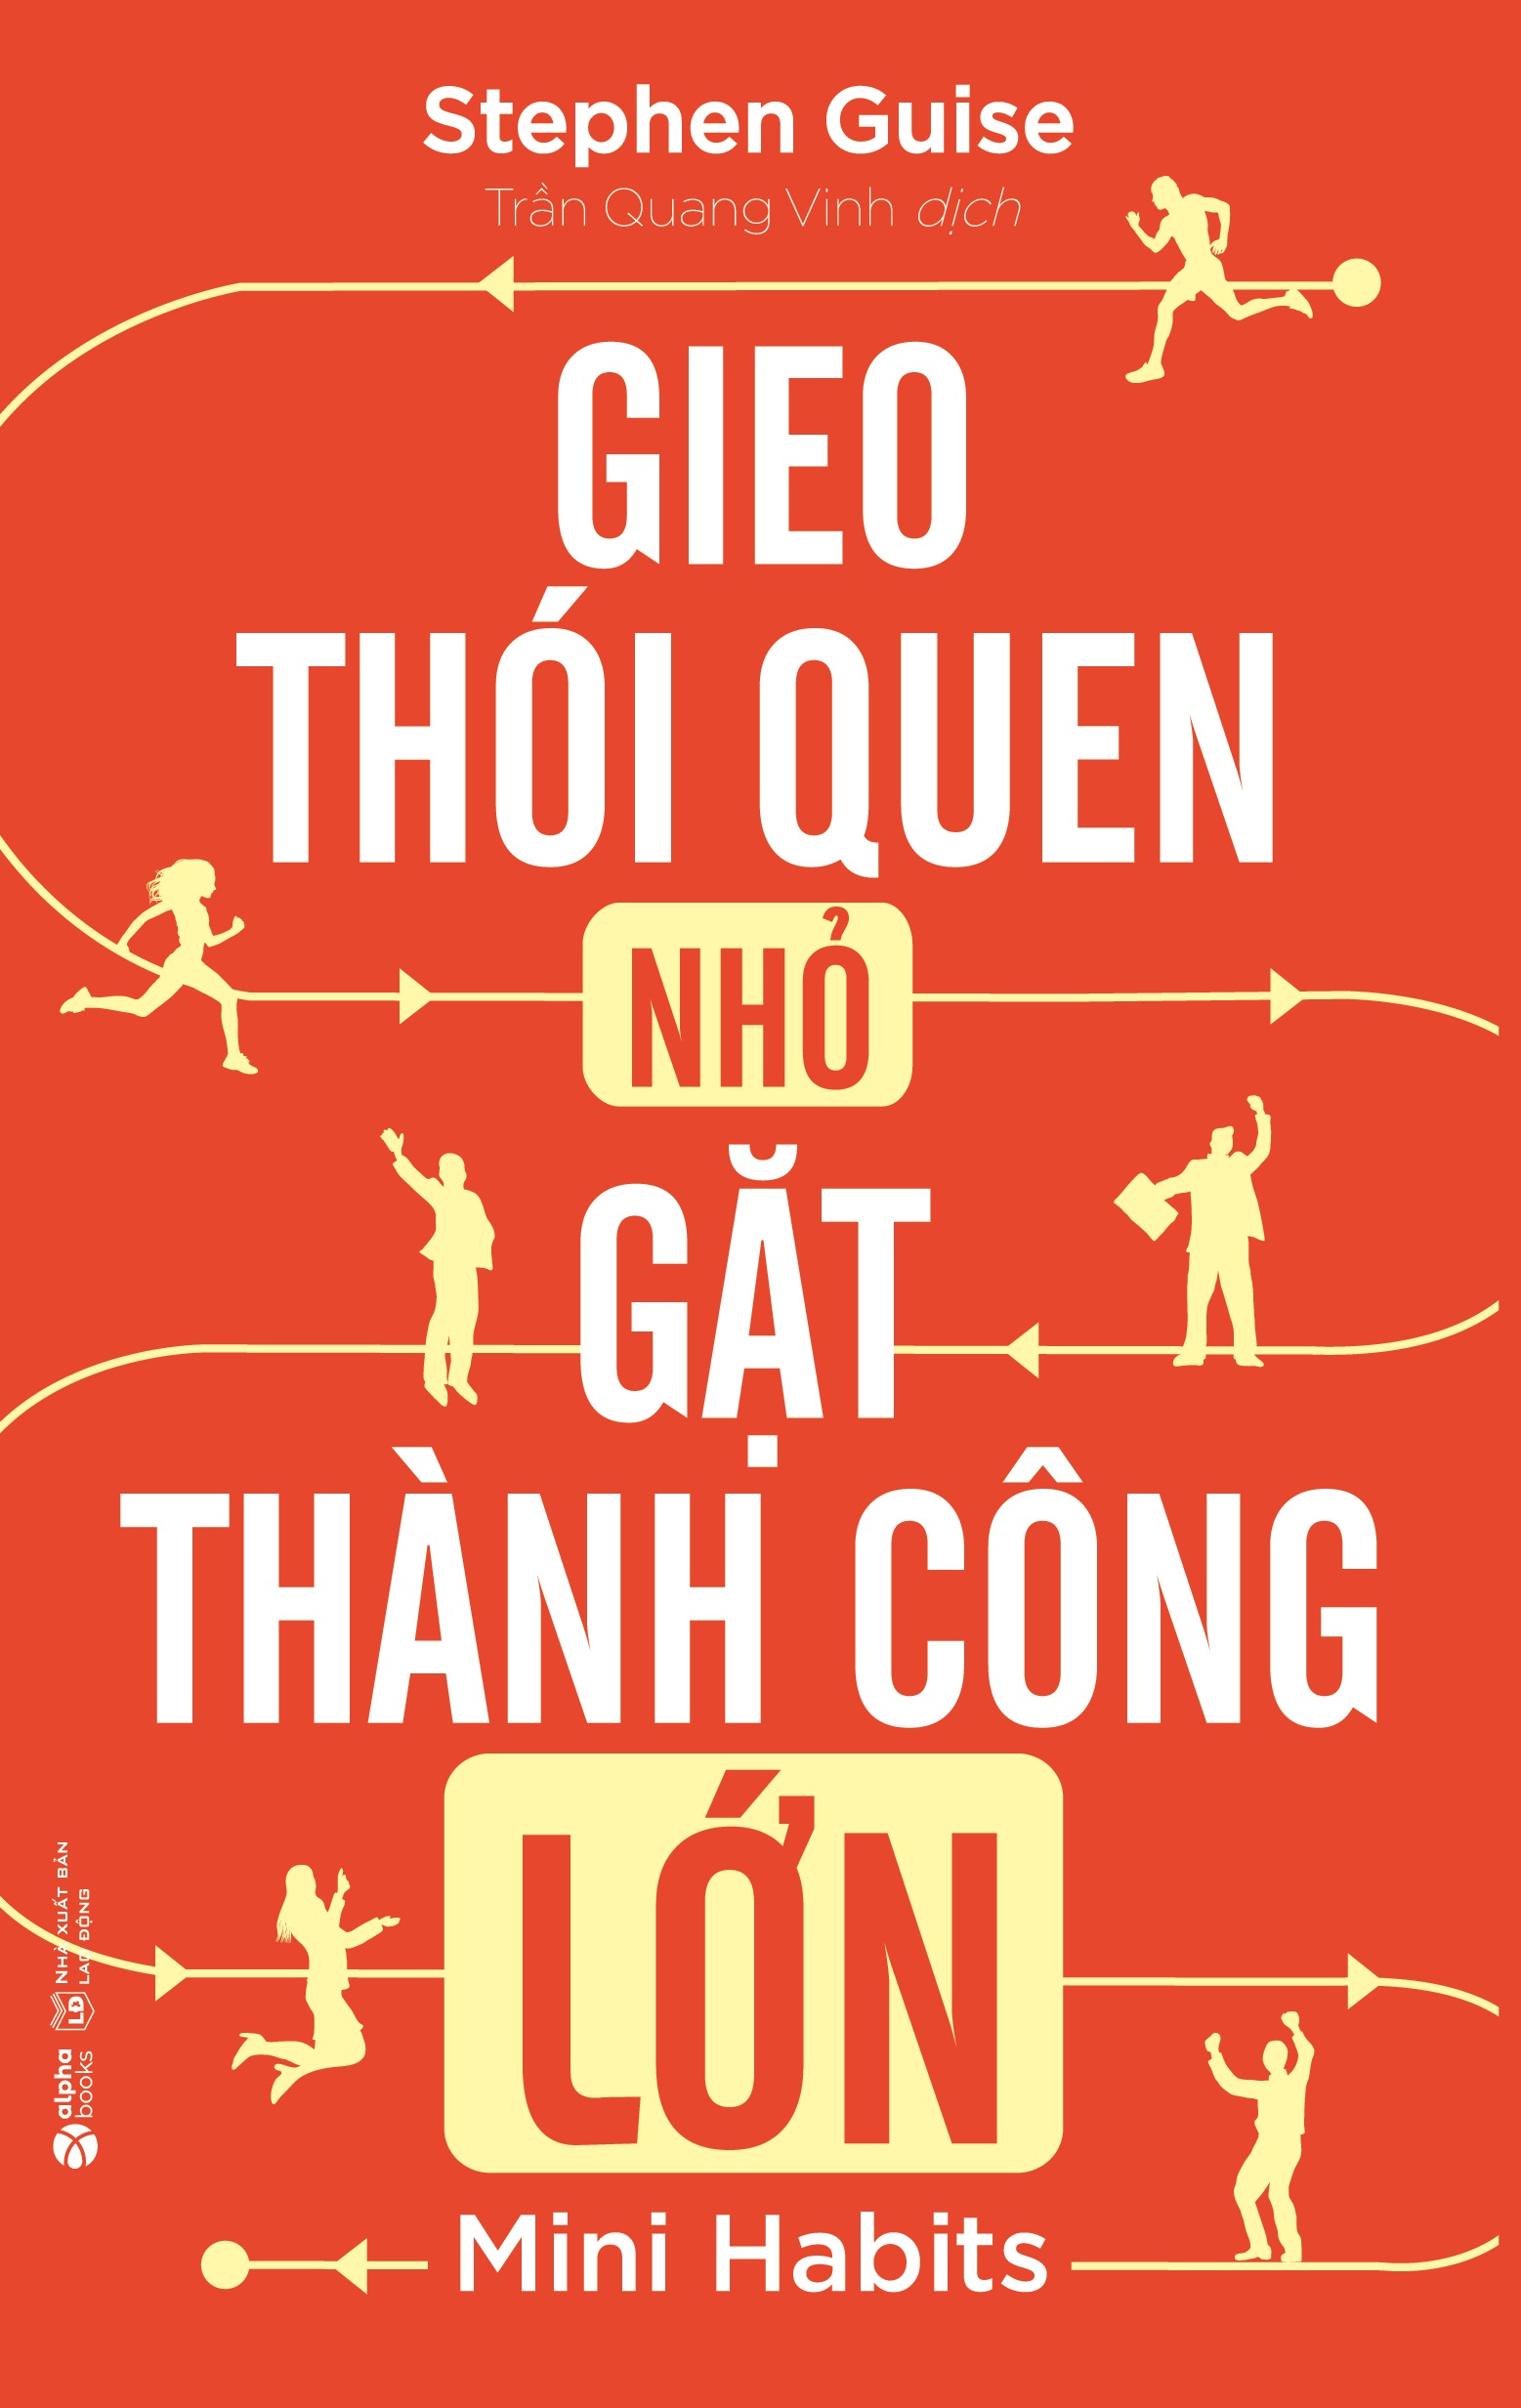 Stephen Guise
Trần Quang Vinh dịch
GIEO
THÓI QUEN
NHỎ
GẶT
THÀNH CÔNG
LỚN
Mini Habits
alpha
books
LD
NHÀ XUẤT BẢN
LAO ĐỘNG